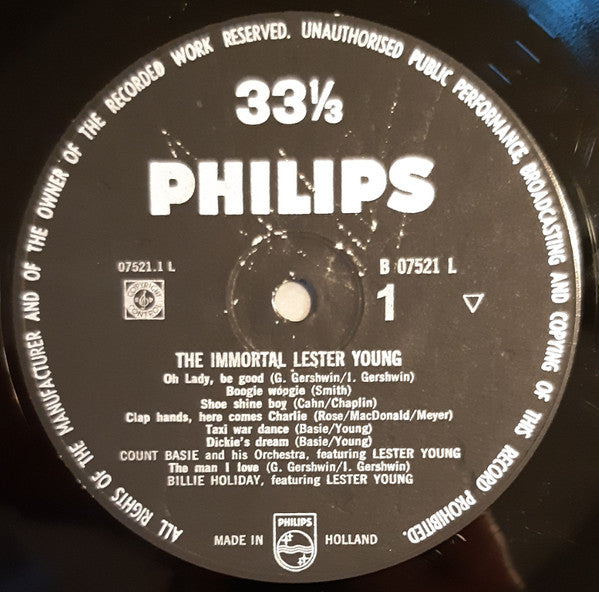 ALL RIGHTS OF THE MANUFACTURER AND OF THE OWNER OF THE RECORDED WORK RESERVED. UNAUTHORISED PUBLIC PERFORMANCE, BROADCASTING AND COPYING OF THIS RECORD PROHIBITED.
33⅓
PHILIPS
07521.1 L
B 07521 L
COPYRIGHT
CONTROL
1
THE IMMORTAL LESTER YOUNG
Oh Lady, be good (G. Gershwin/I. Gershwin)
Boogie woogie (Smith)
Shoe shine boy (Cahn/Chaplin)
Clap hands, here comes Charlie (Rose/MacDonald/Meyer)
Taxi war dance (Basie/Young)
Dickie's dream (Basie/Young)
COUNT BASIE and his Orchestra, featuring LESTER YOUNG
The man I love (G. Gershwin/I. Gershwin)
BILLIE HOLIDAY, featuring LESTER YOUNG
MADE IN
PHILIPS
HOLLAND